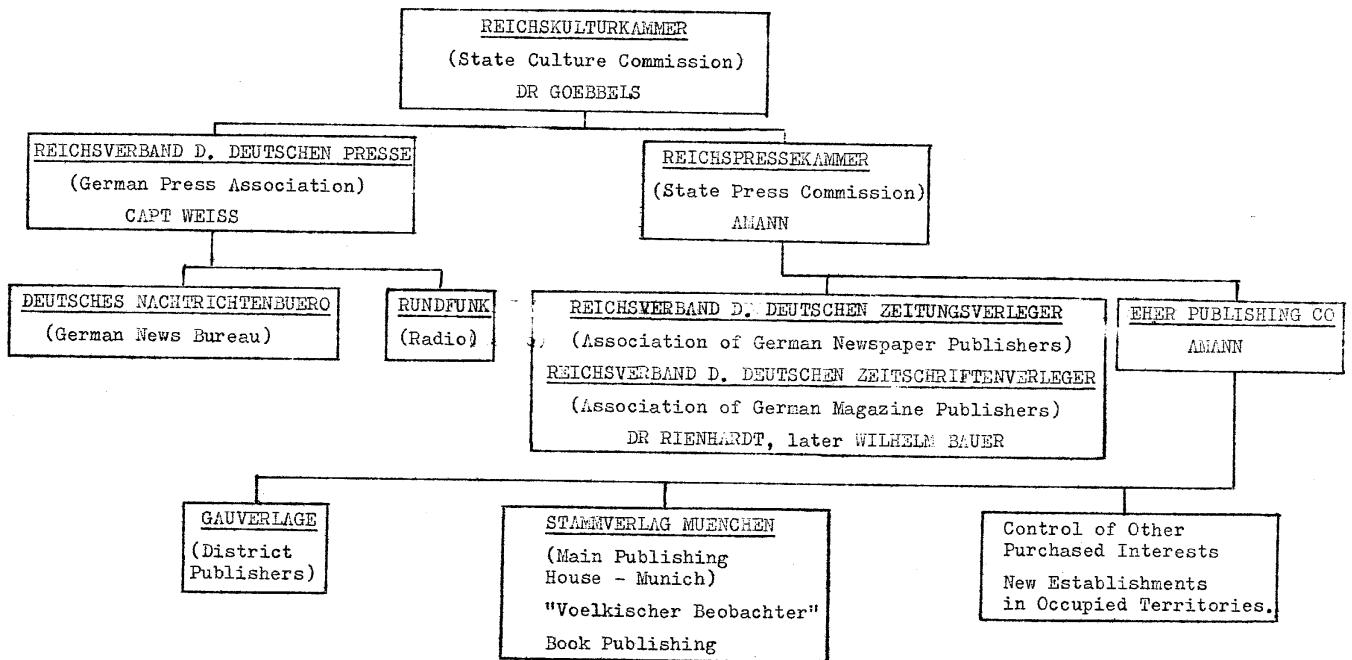 REICHSKULTURKAMMER
(State Culture Commission)
DR GOEBBELS
REICHSVERBAND D. DEUTSCHEN PRESSE
(German Press Association)
CAPT WEISS
REICHSPRESSEKAMMER
(State Press Commission)
AMANN
DEUTSCHES NACHTRICHTENBUERO
(German News Bureau)
RUNDFUNK
(Radio)
REICHSVERBAND D. DEUTSCHEN ZEITUNGSVERLEGER
(Association of German Newspaper Publishers)
REICHSVERBAND D. DEUTSCHEN ZEITSCHRIFTENVERLEGER
(Association of German Magazine Publishers)
DR RIENHARDT, later WILHELM BAUER
EHER PUBLISHING CO
AMANN
GAUVERLAGE
(District
Publishers)
STAMMVERLAG MUENCHEN
(Main Publishing
House - Munich)
"Voelkischer Beobachter"
Book Publishing
Control of Other
Purchased Interests
New Establishments
in Occupied Territories.